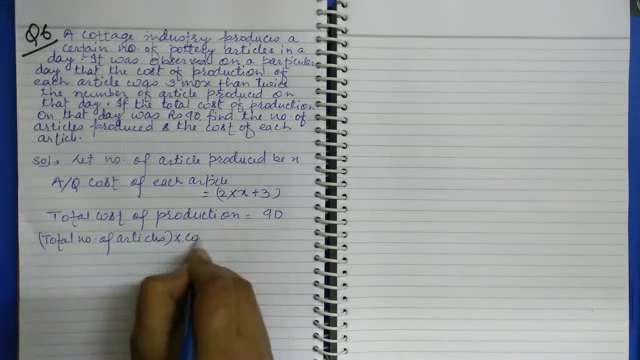 Q6 A cottage industry produces a
certain no. of pottery articles in a
day. It was observed on a particular
day that the cost of production of
each article was 3 more than twice
the number of article produced on
that day. If the total cost of production
on that day was Rs 90 find the no. of
articles produced & the cost of each
article.
Sol⟩ Let no. of article produced be x
A/Q cost of each article
= (2 × x + 3)
Total cost of production = 90
(Total no. of articles) × co